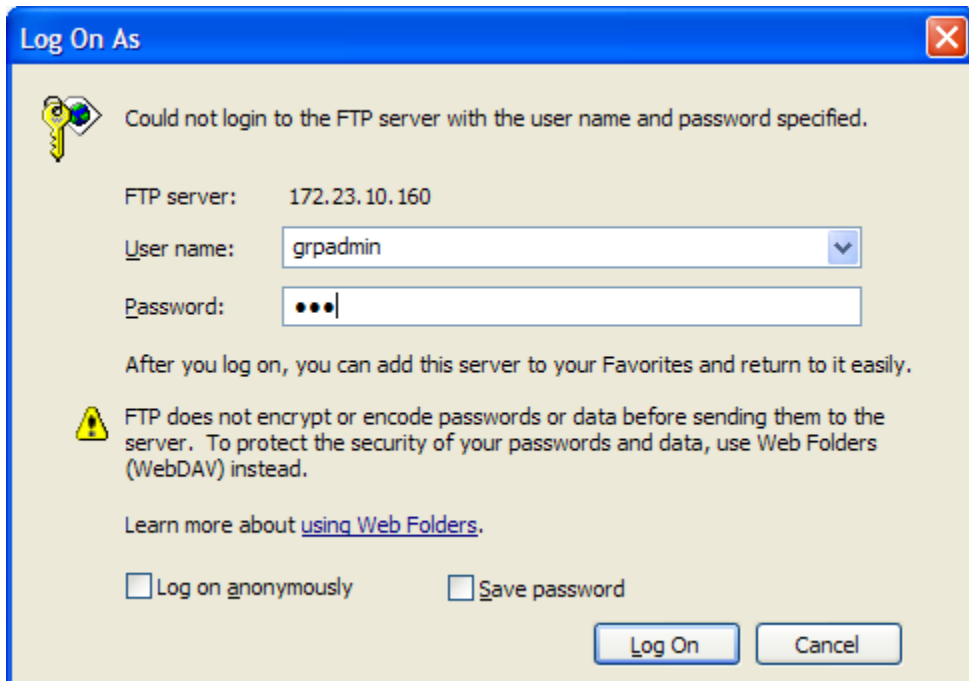 Log On As
Could not login to the FTP server with the user name and password specified.
FTP server: 172.23.10.160
User name: grpadmin
Password: •••
After you log on, you can add this server to your Favorites and return to it easily.
FTP does not encrypt or encode passwords or data before sending them to the
server. To protect the security of your passwords and data, use Web Folders
(WebDAV) instead.
Learn more about using Web Folders.
Log on anonymously Save password
Log On Cancel